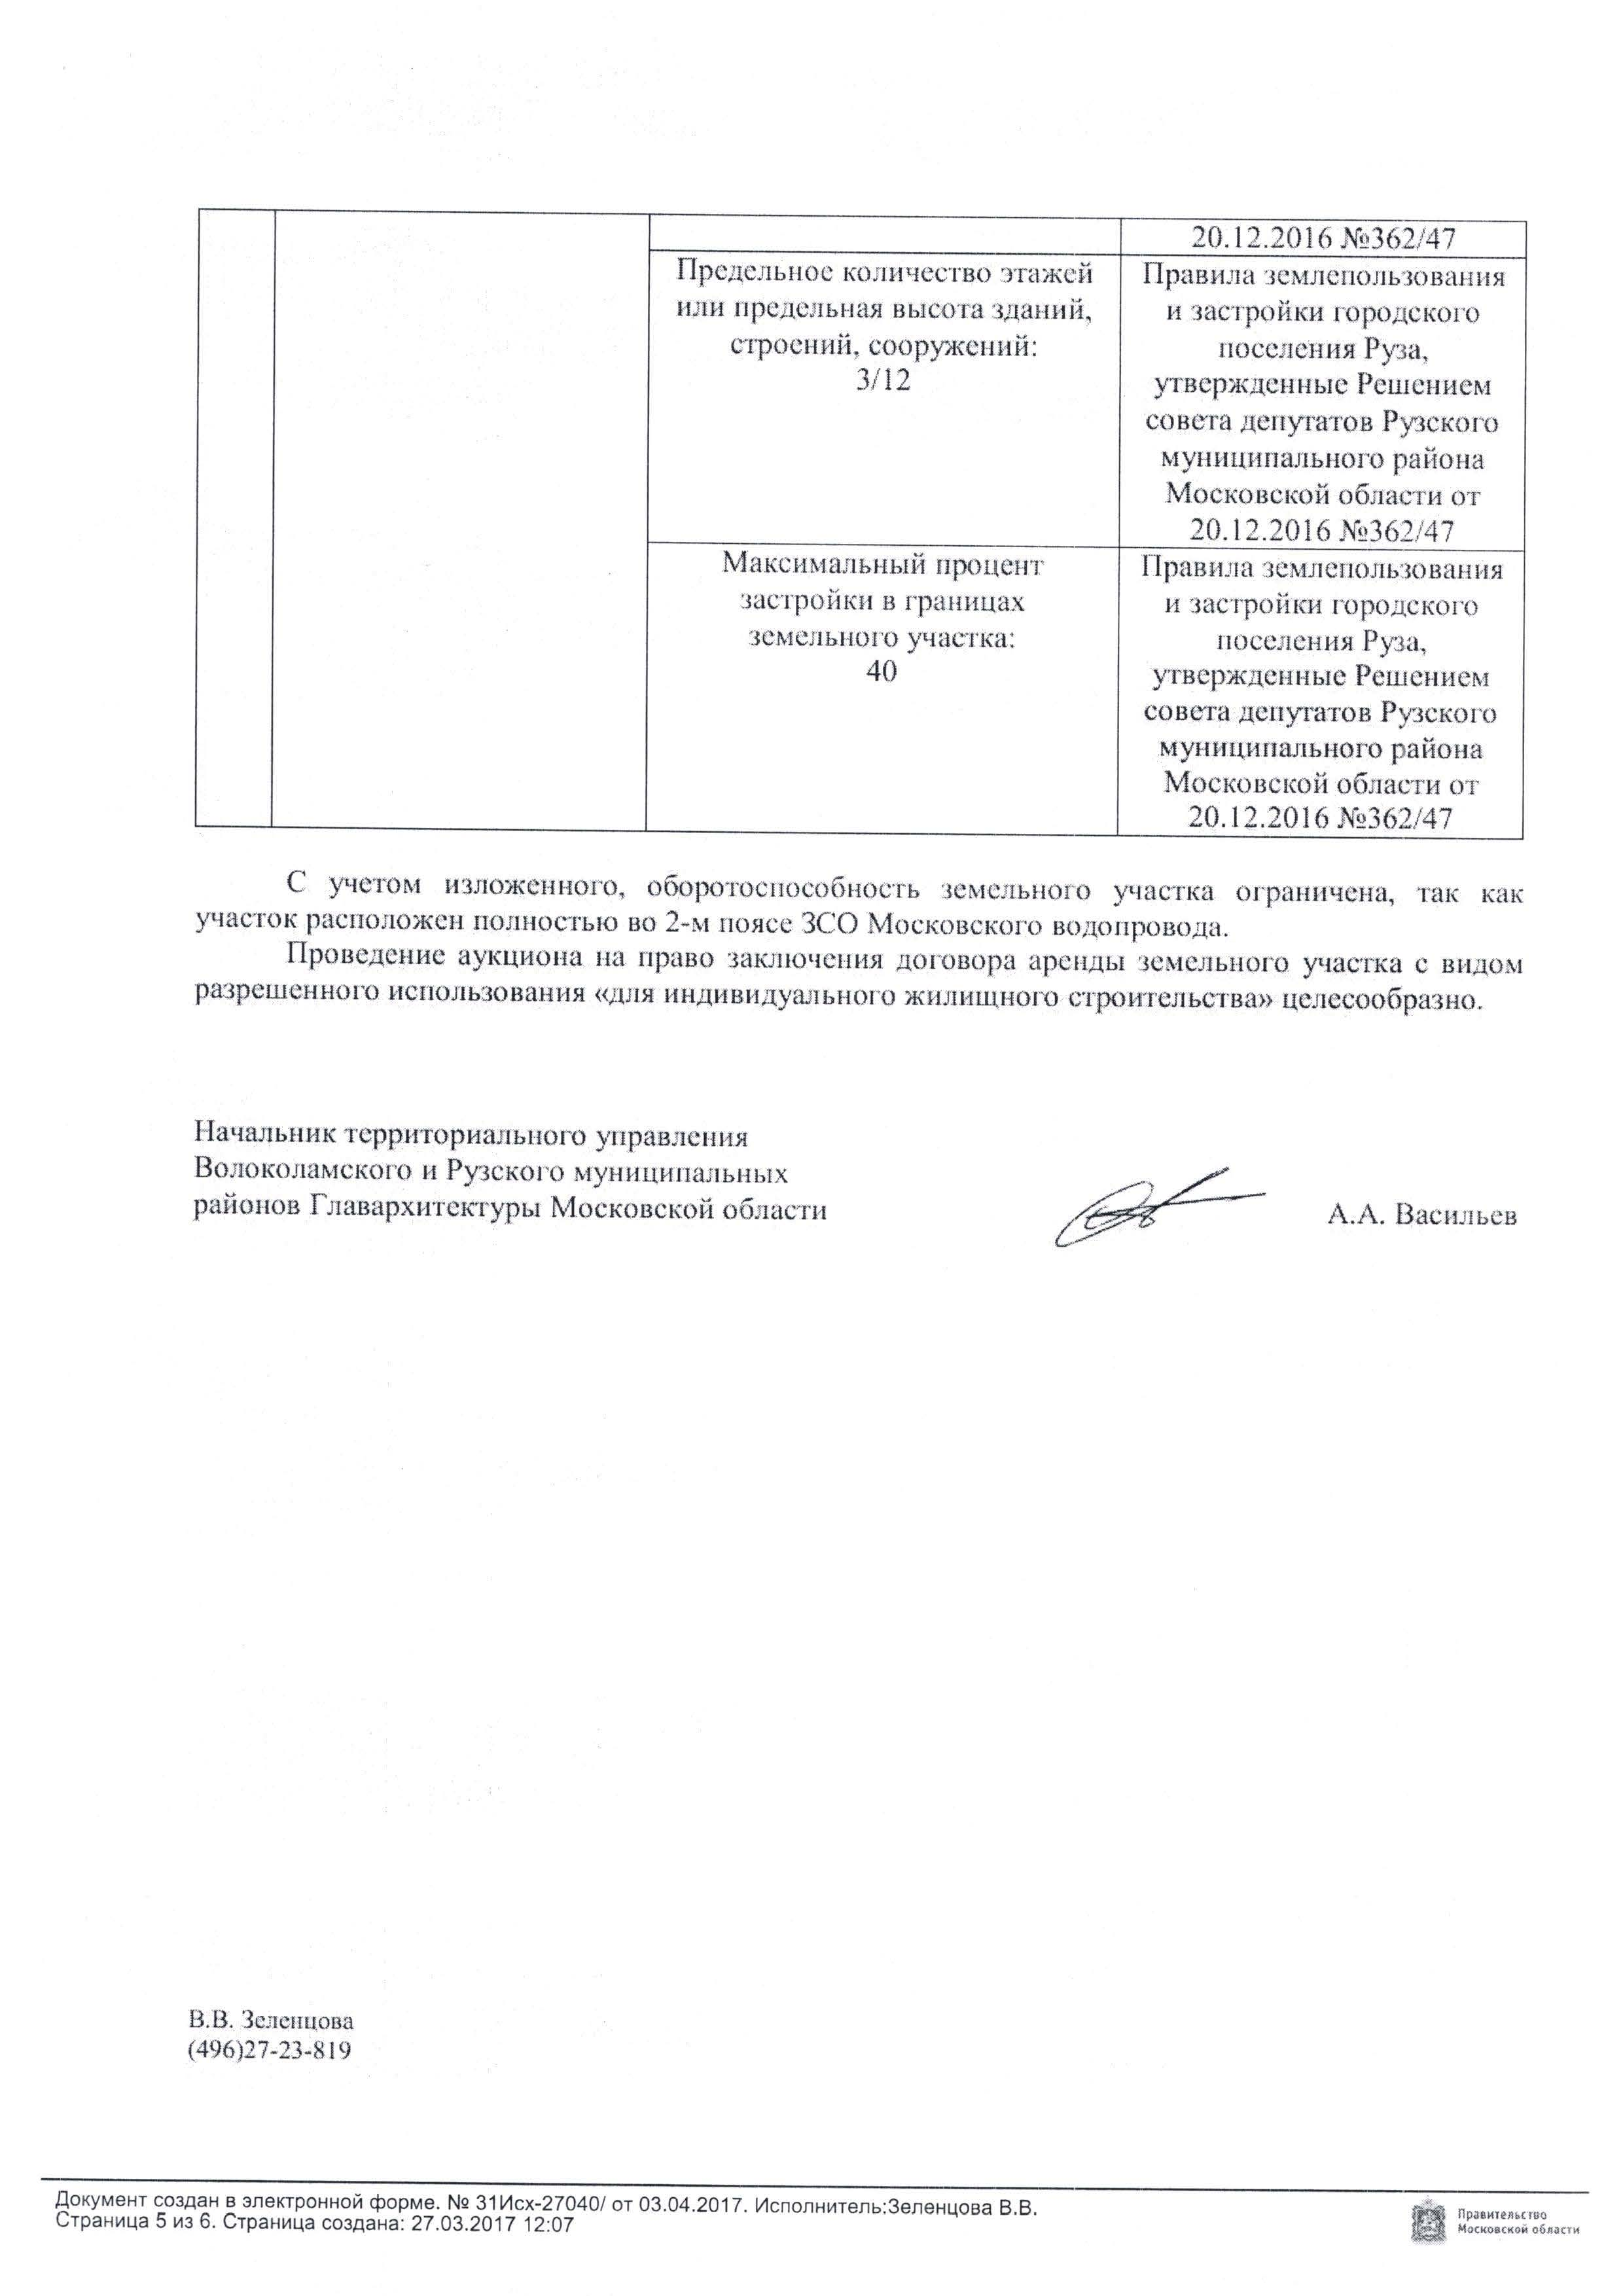 20.12.2016 №362/47
Предельное количество этажей
или предельная высота зданий,
строений, сооружений:
3/12
Правила землепользования
и застройки городского
поселения Руза,
утвержденные Решением
совета депутатов Рузского
муниципального района
Московской области от
20.12.2016 №362/47
Максимальный процент
застройки в границах
земельного участка:
40
Правила землепользования
и застройки городского
поселения Руза,
утвержденные Решением
совета депутатов Рузского
муниципального района
Московской области от
20.12.2016 №362/47
С учетом изложенного, оборотоспособность земельного участка ограничена, так как
участок расположен полностью во 2-м поясе ЗСО Московского водопровода.
Проведение аукциона на право заключения договора аренды земельного участка с видом
разрешенного использования «для индивидуального жилищного строительства» целесообразно.
Начальник территориального управления
Волоколамского и Рузского муниципальных
районов Главархитектуры Московской области
А.А. Васильев
В.В. Зеленцова
(496)27-23-819
Документ создан в электронной форме. № 31Исх-27040/ от 03.04.2017. Исполнитель:Зеленцова В.В.
Страница 5 из 6. Страница создана: 27.03.2017 12:07
Правительство
Московской области